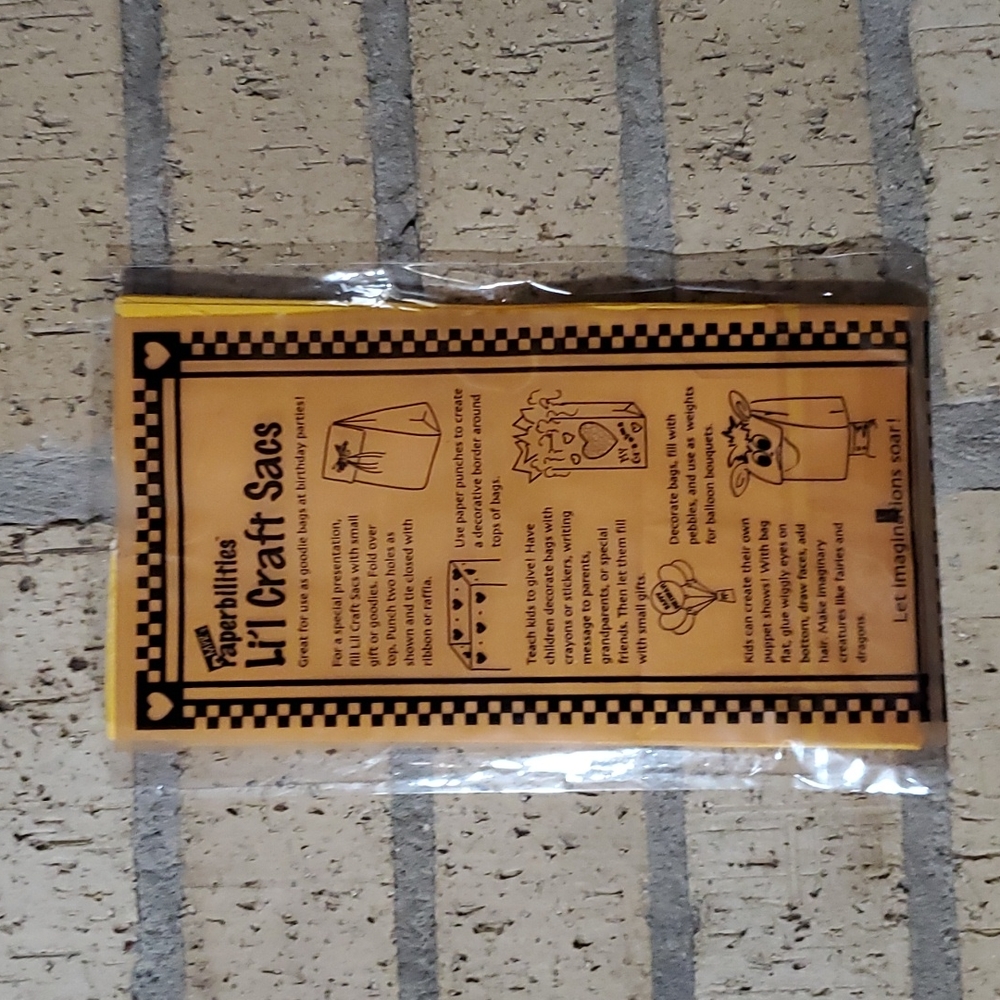 Paperbilities™
Li'l Craft Sacs
Great for use as goodie bags at birthday parties!
For a special presentation,
fill Lil Craft Sacs with small
gift or goodies. Fold over
top. Punch two holes as
shown and tie closed with
ribbon or raffia.
Use paper punches to create
a decorative border around
tops of bags.
Teach kids to give! Have
children decorate bags with
crayons or stickers, writing
message to parents,
grandparents, or special
friends. Then let them fill
with small gifts.
Decorate bags, fill with
pebbles, and use as weights
for balloon bouquets.
Kids can create their own
puppet shows! With bag
flat, glue wiggly eyes on
bottom, draw faces, add
hair. Make imaginary
creatures like fairies and
dragons.
Let imaginations soar!